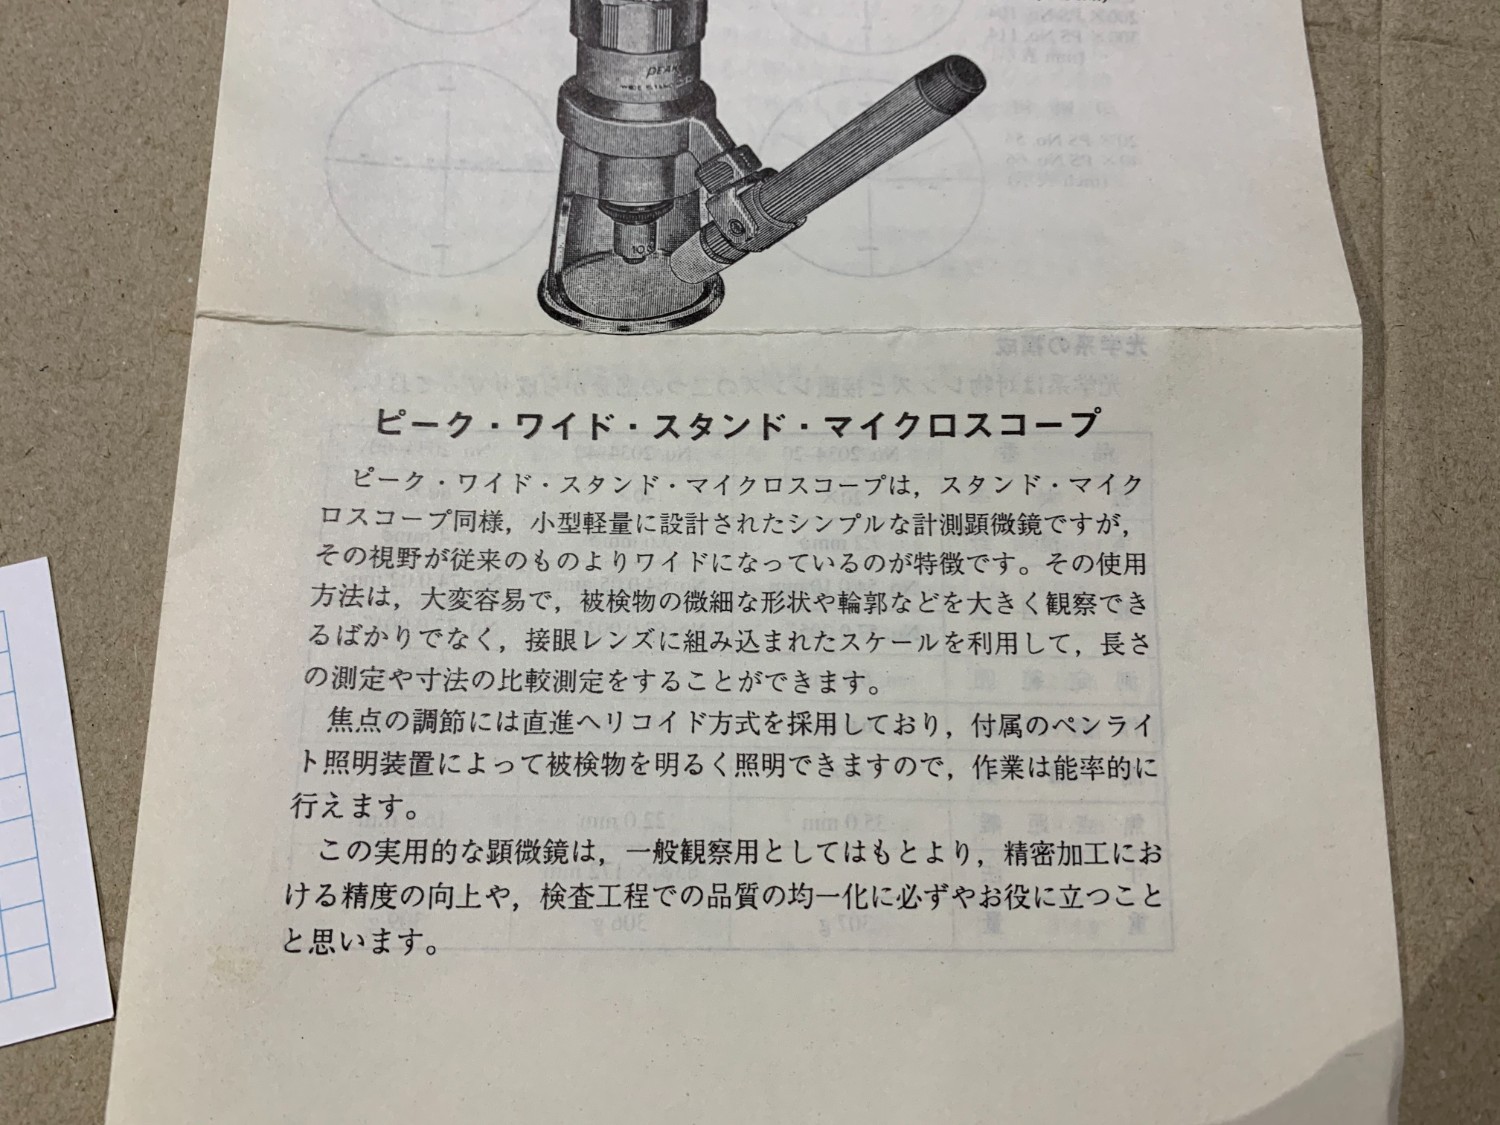 PEAK
10
ピーク・ワイド・スタンド・マイクロスコープ
ピーク・ワイド・スタンド・マイクロスコープは，スタンド・マイク
ロスコープ同様，小型軽量に設計されたシンプルな計測顕微鏡ですが，
その視野が従来のものよりワイドになっているのが特徴です。その使用
方法は，大変容易で，被検物の微細な形状や輪郭などを大きく観察でき
るばかりでなく，接眼レンズに組み込まれたスケールを利用して，長さ
の測定や寸法の比較測定をすることができます。
焦点の調節には直進ヘリコイド方式を採用しており，付属のペンライ
ト照明装置によって被検物を明るく照明できますので，作業は能率的に
行えます。
この実用的な顕微鏡は，一般観察用としてはもとより，精密加工にお
ける精度の向上や，検査工程での品質の均一化に必ずやお役に立つこと
と思います。